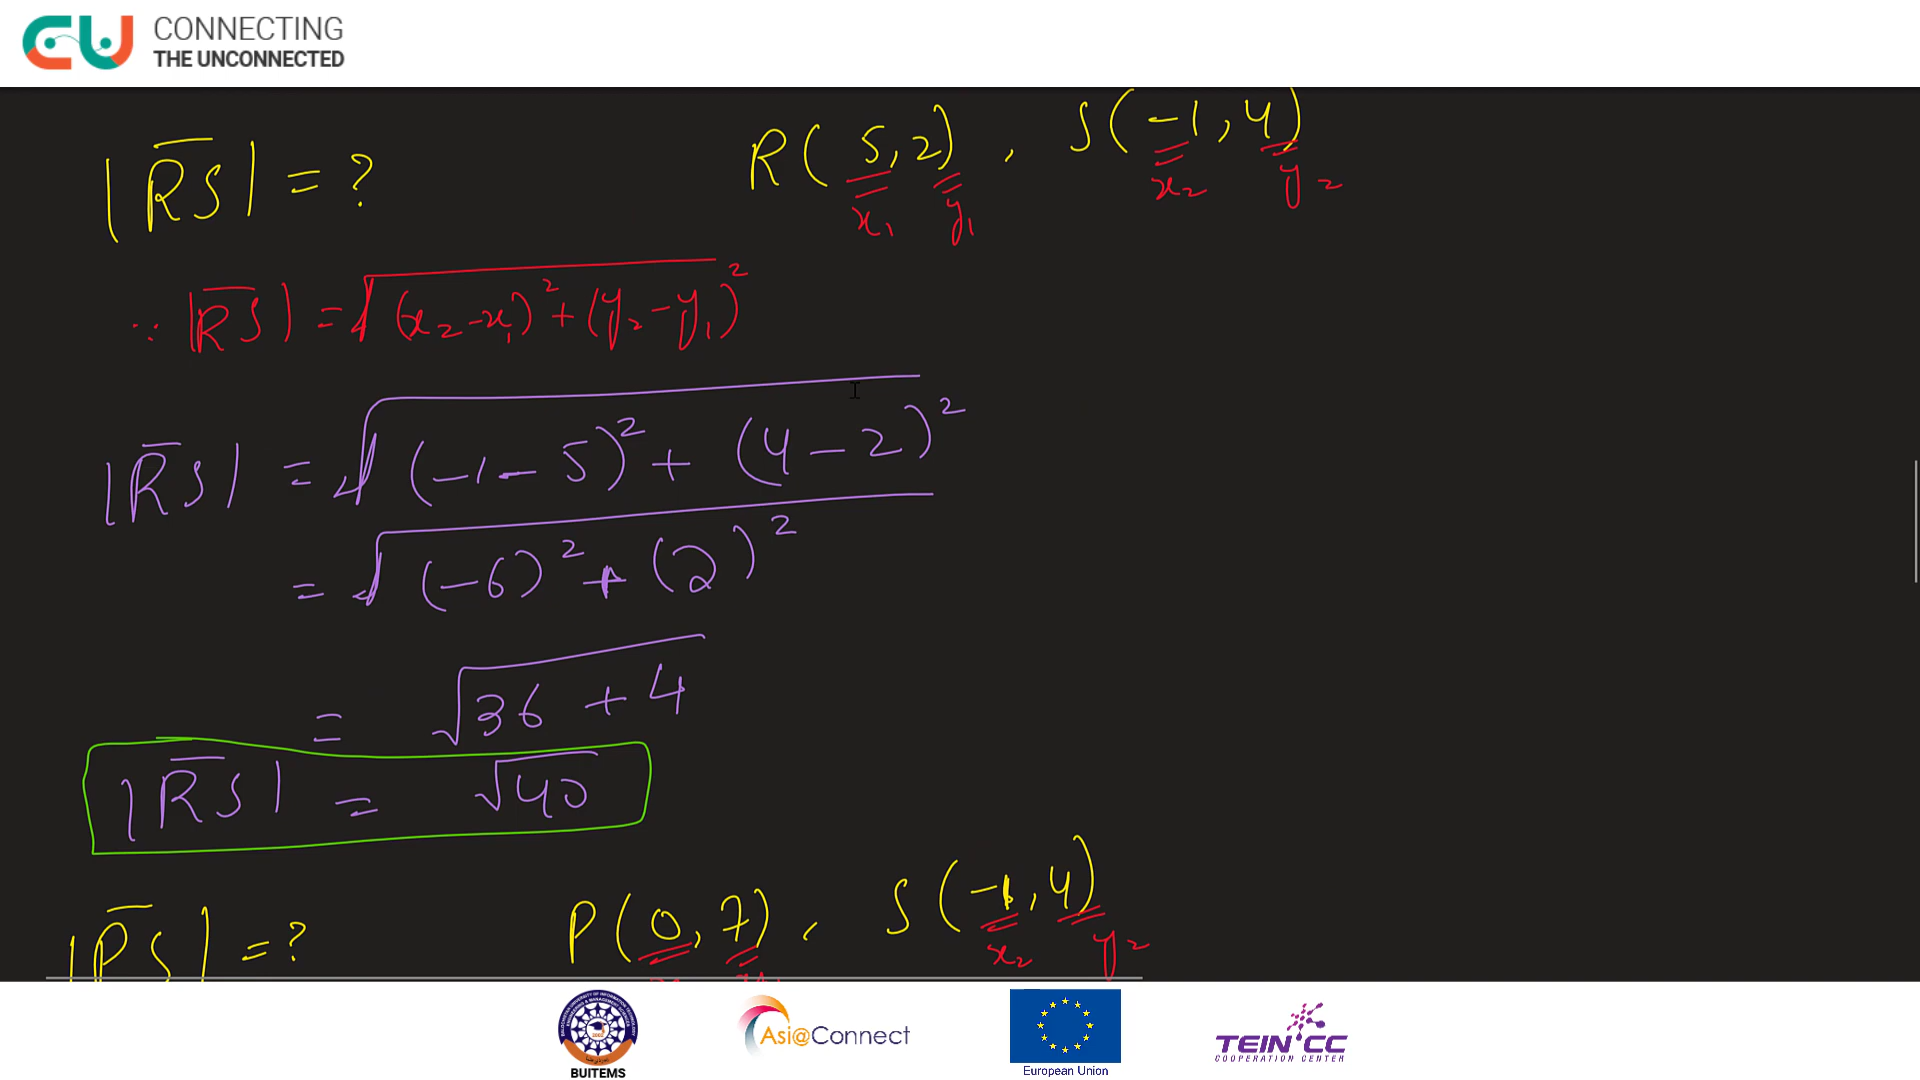 CONNECTING
THE UNCONNECTED
|RS| = ? R(5,2), S(-1,4)
x₁ y₁ x₂ y₂
∵ |RS| = √(x₂-x₁)² + (y₂-y₁)²
|RS| = √(-1-5)² + (4-2)²
= √(-6)² + (2)²
= √36 + 4
|RS| = √40
|PS| = ? P(0,7), S(-1,4)
x₂ y₂
BUITEMS
Asi@Connect
European Union
TEIN*CC
COOPERATION CENTER